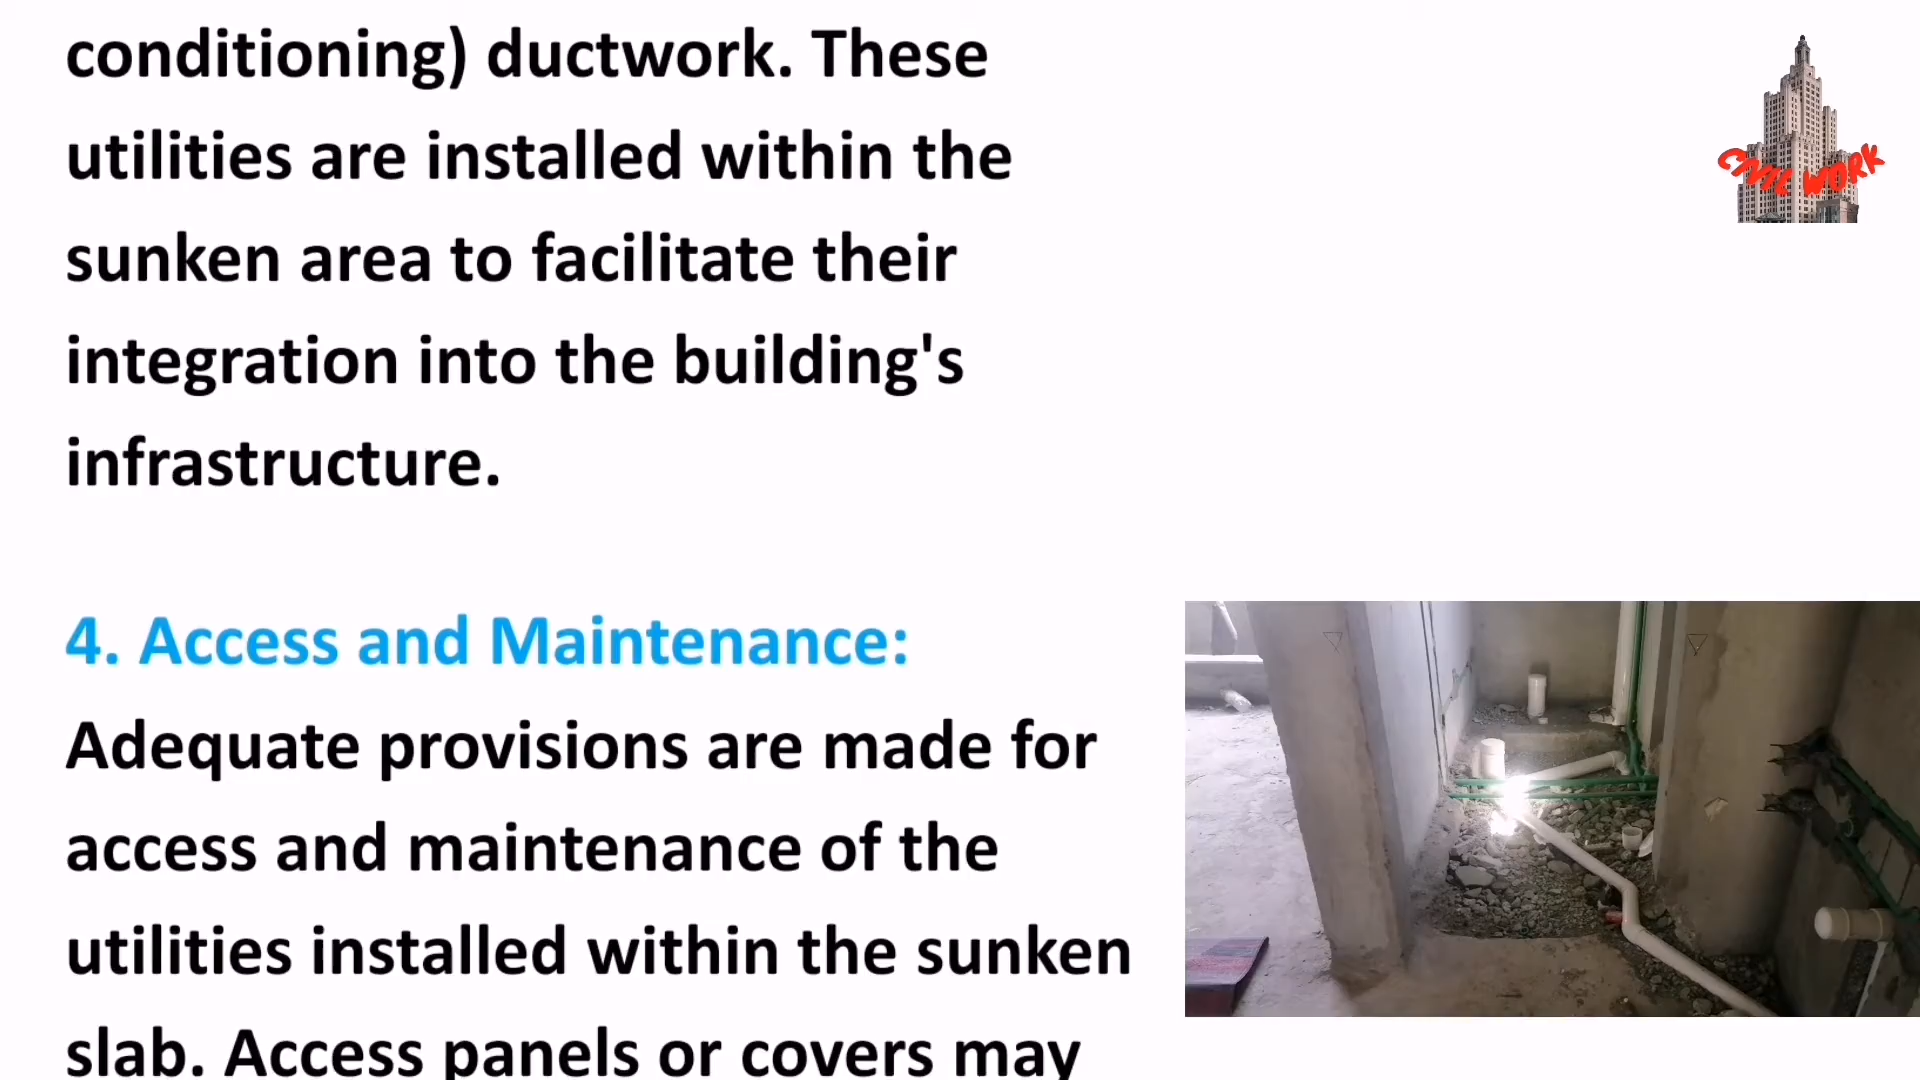 conditioning) ductwork. These
utilities are installed within the
sunken area to facilitate their
integration into the building's
infrastructure.
4. Access and Maintenance:
Adequate provisions are made for
access and maintenance of the
utilities installed within the sunken
slab. Access panels or covers may
CIVIL WORK